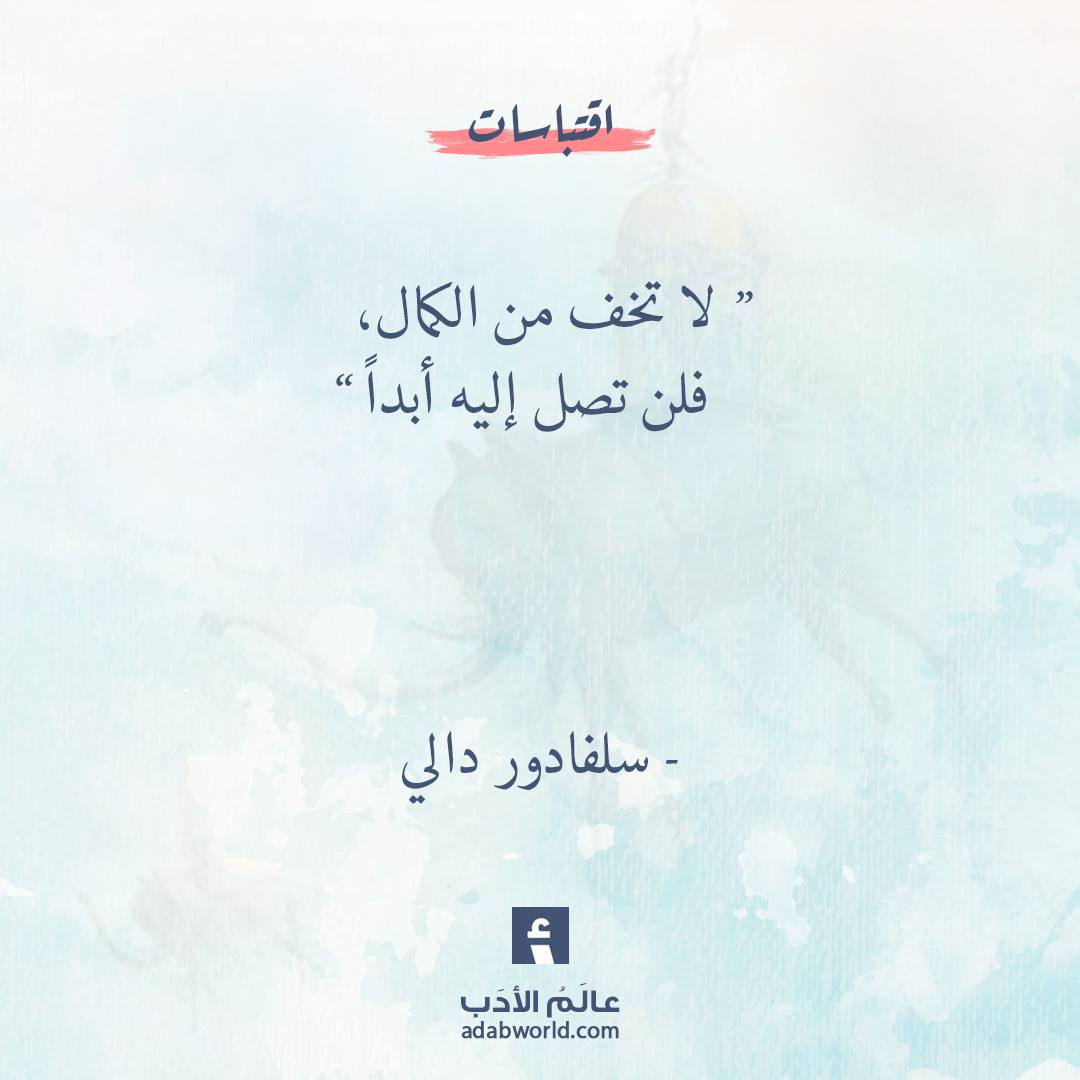 اقتباسات
” لا تخف من الكمال،
فلن تصل إليه أبداً “
- سلفادور دالي
أ
عالَمُ الأدَب
adabworld.com